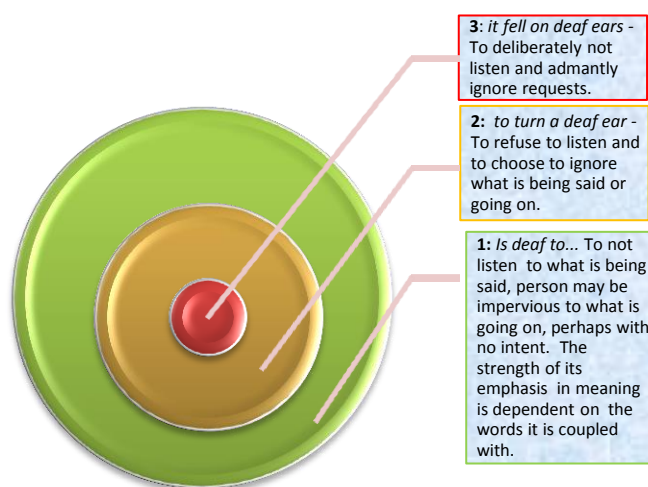 3: it fell on deaf ears -
To deliberately not
listen and admantly
ignore requests.
2: to turn a deaf ear -
To refuse to listen and
to choose to ignore
what is being said or
going on.
1: Is deaf to... To not
listen to what is being
said, person may be
impervious to what is
going on, perhaps with
no intent. The
strength of its
emphasis in meaning
is dependent on the
words it is coupled
with.